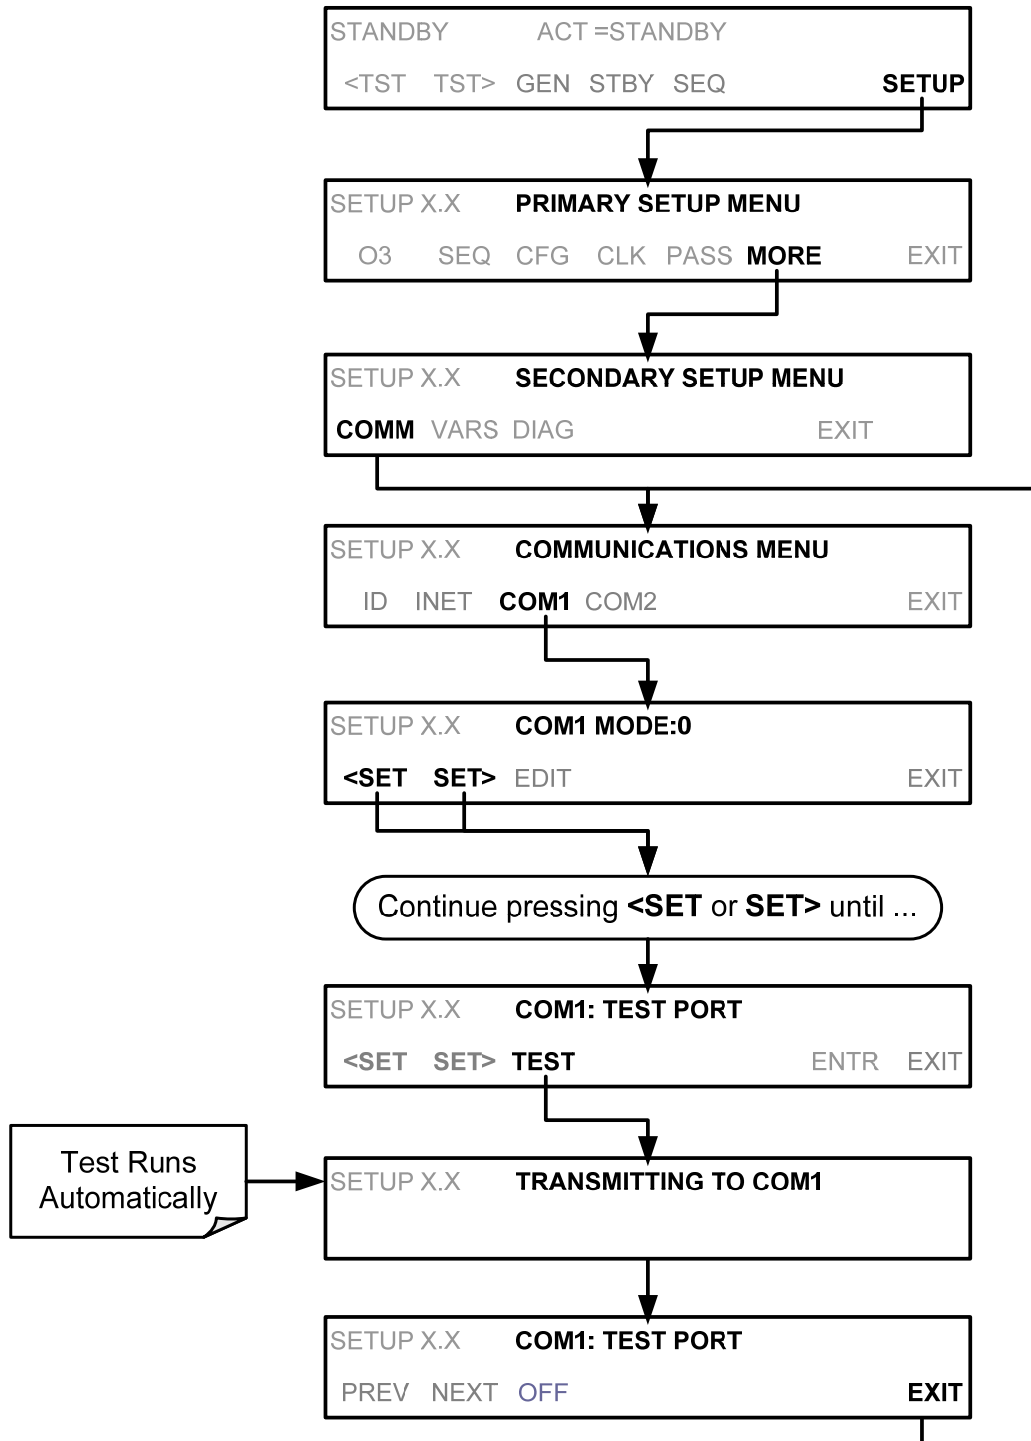 STANDBY ACT =STANDBY
<TST TST> GEN STBY SEQ SETUP
SETUP X.X PRIMARY SETUP MENU
O3 SEQ CFG CLK PASS MORE EXIT
SETUP X.X SECONDARY SETUP MENU
COMM VARS DIAG EXIT
SETUP X.X COMMUNICATIONS MENU
ID INET COM1 COM2 EXIT
SETUP X.X COM1 MODE:0
<SET SET> EDIT EXIT
Continue pressing <SET or SET> until ...
SETUP X.X COM1: TEST PORT
<SET SET> TEST ENTR EXIT
Test Runs
Automatically
SETUP X.X TRANSMITTING TO COM1
SETUP X.X COM1: TEST PORT
PREV NEXT OFF EXIT